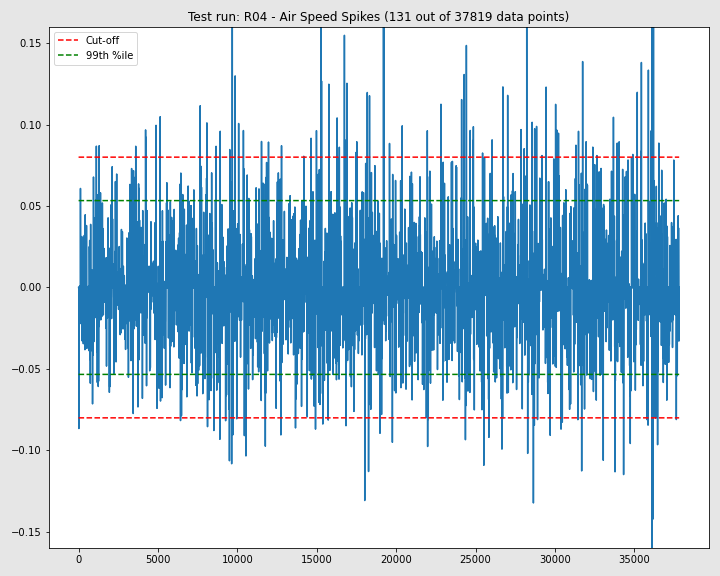 Test run: R04 - Air Speed Spikes (131 out of 37819 data points)
Cut-off
99th %ile
0.15
0.10
0.05
0.00
−0.05
−0.10
−0.15
0 5000 10000 15000 20000 25000 30000 35000